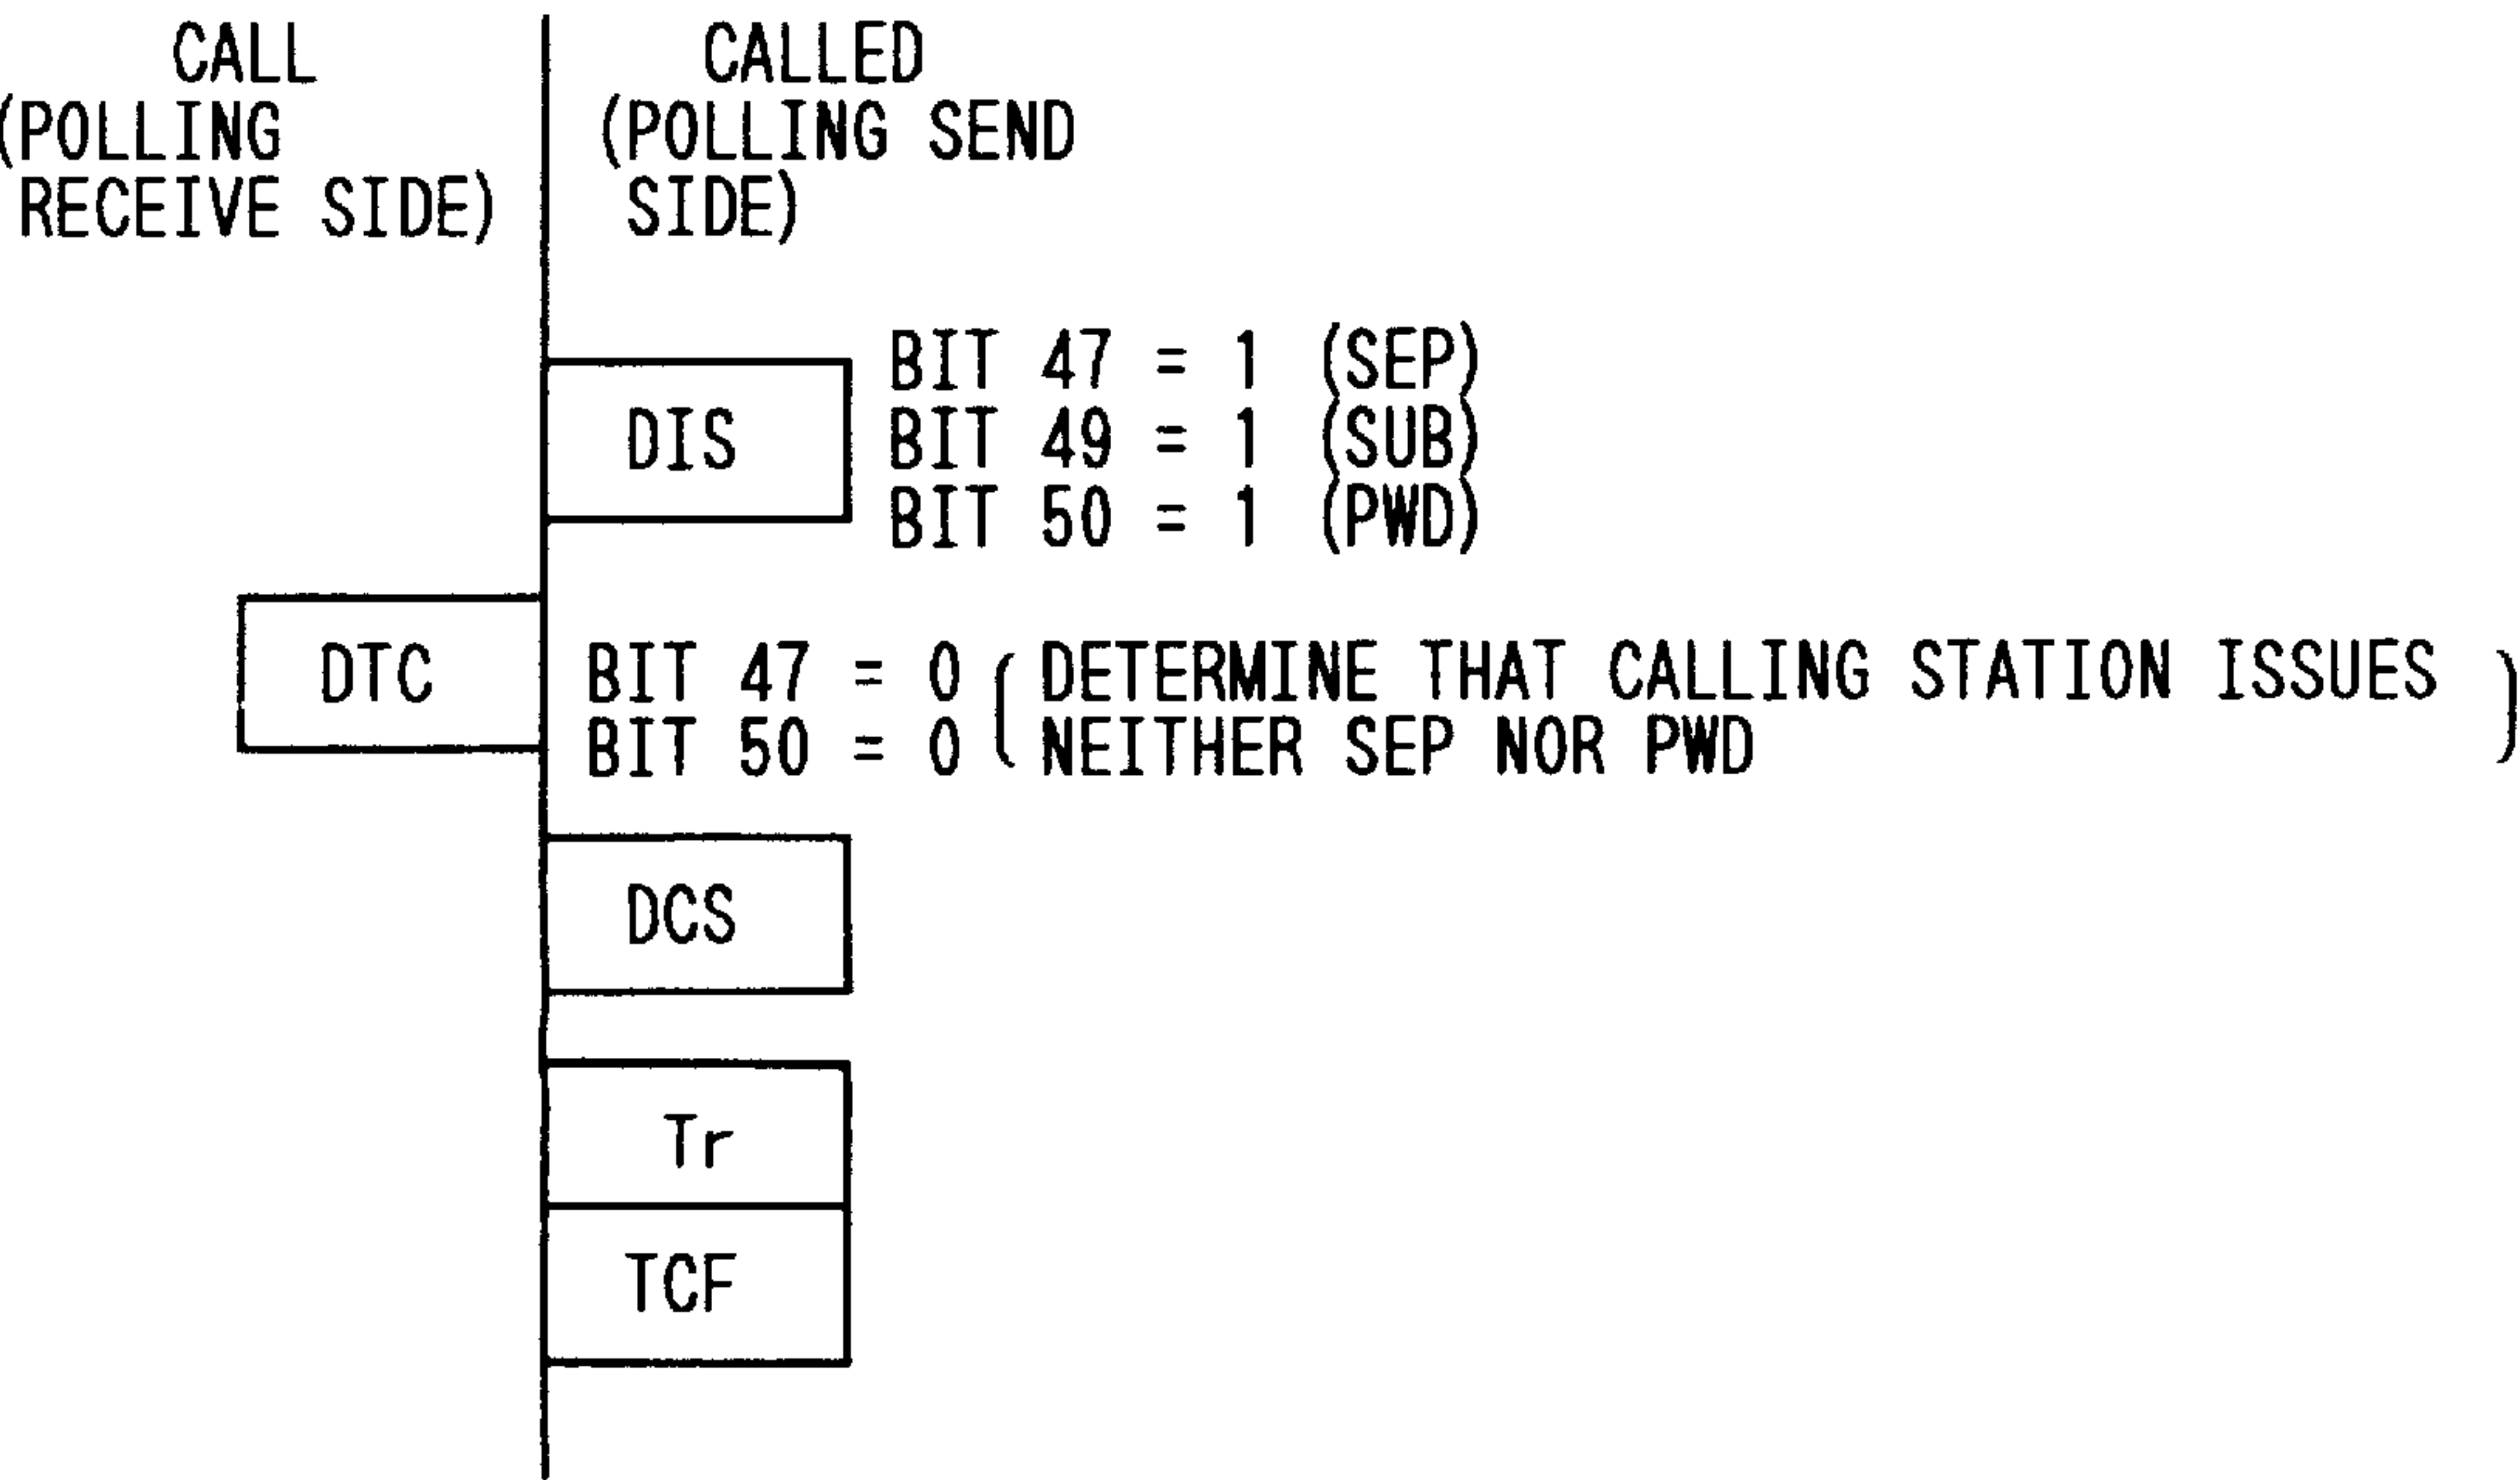 CALL
(POLLING
RECEIVE SIDE)
CALLED
(POLLING SEND
SIDE)
DIS
BIT 47 = 1 (SEP)
BIT 49 = 1 (SUB)
BIT 50 = 1 (PWD)
DTC
BIT 47 = 0 ( DETERMINE THAT CALLING STATION ISSUES )
BIT 50 = 0 NEITHER SEP NOR PWD
DCS
Tr
TCF